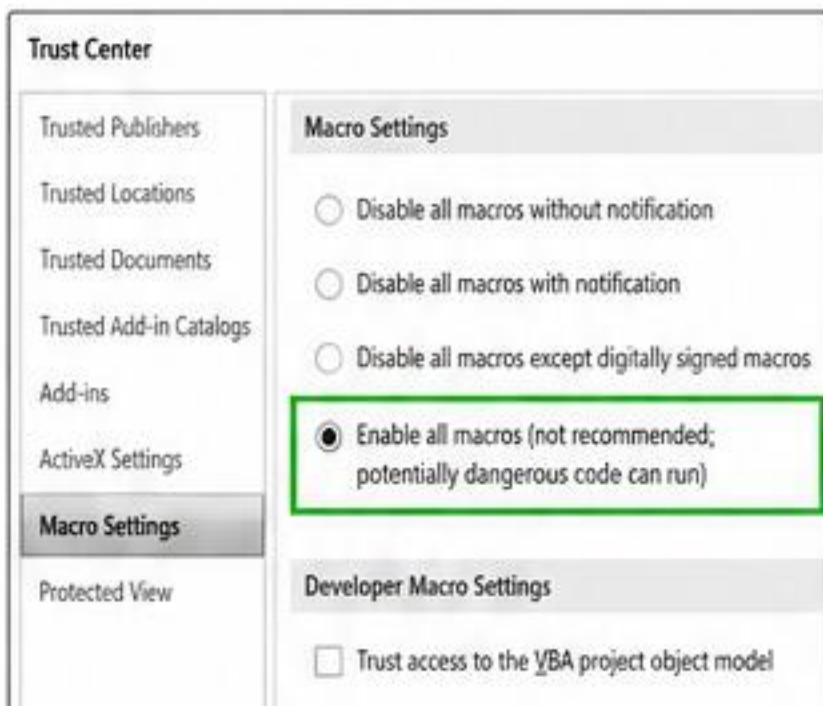 Trust Center
Trusted Publishers
Trusted Locations
Trusted Documents
Trusted Add-in Catalogs
Add-ins
ActiveX Settings
Macro Settings
Protected View
Macro Settings
Disable all macros without notification
Disable all macros with notification
Disable all macros except digitally signed macros
Enable all macros (not recommended;
potentially dangerous code can run)
Developer Macro Settings
Trust access to the VBA project object model